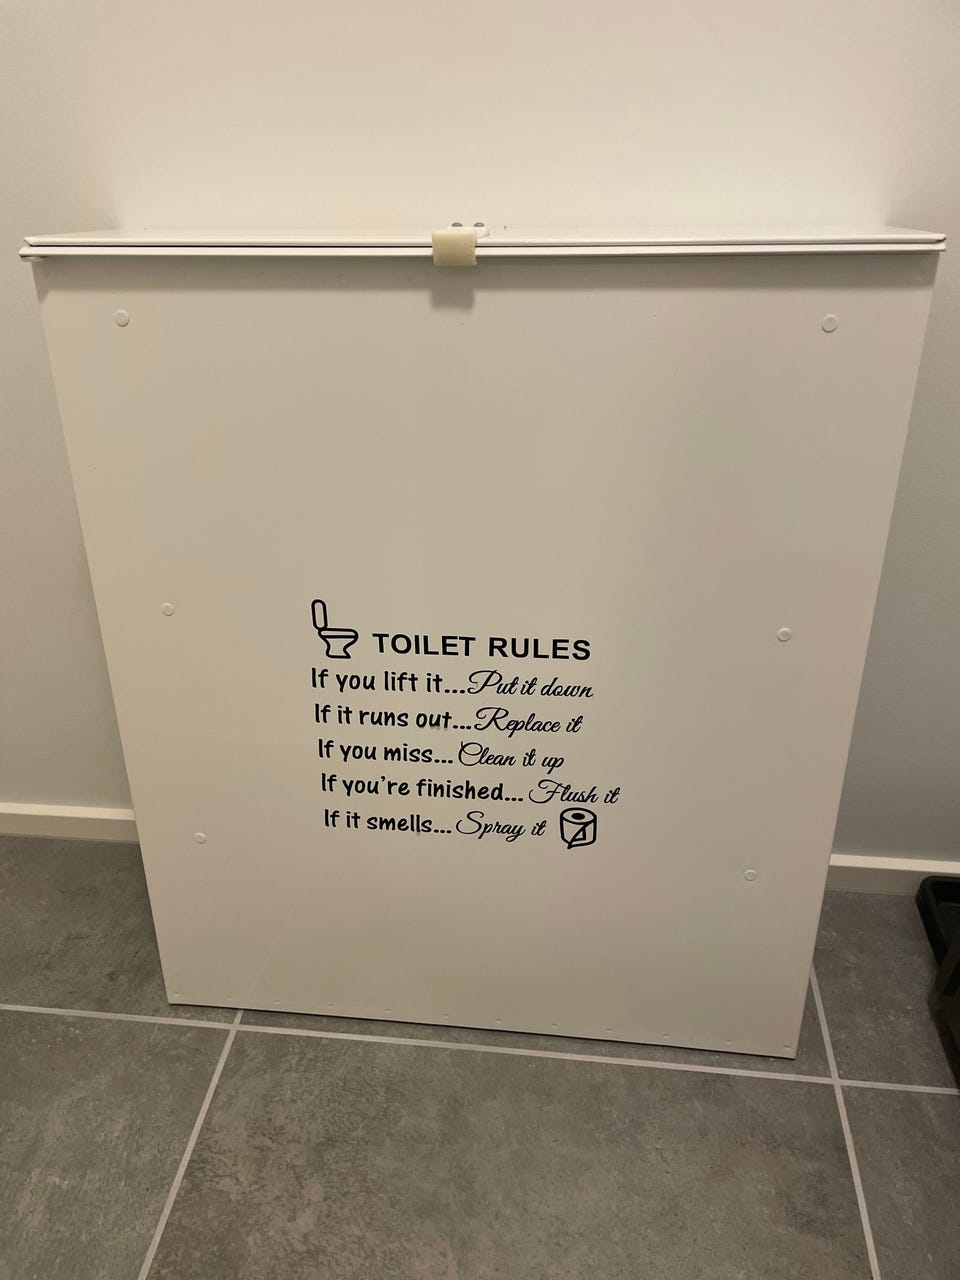 TOILET RULES
If you lift it...Put it down
If it runs out...Replace it
If you miss...Clean it up
If you're finished...Flush it
If it smells...Spray it